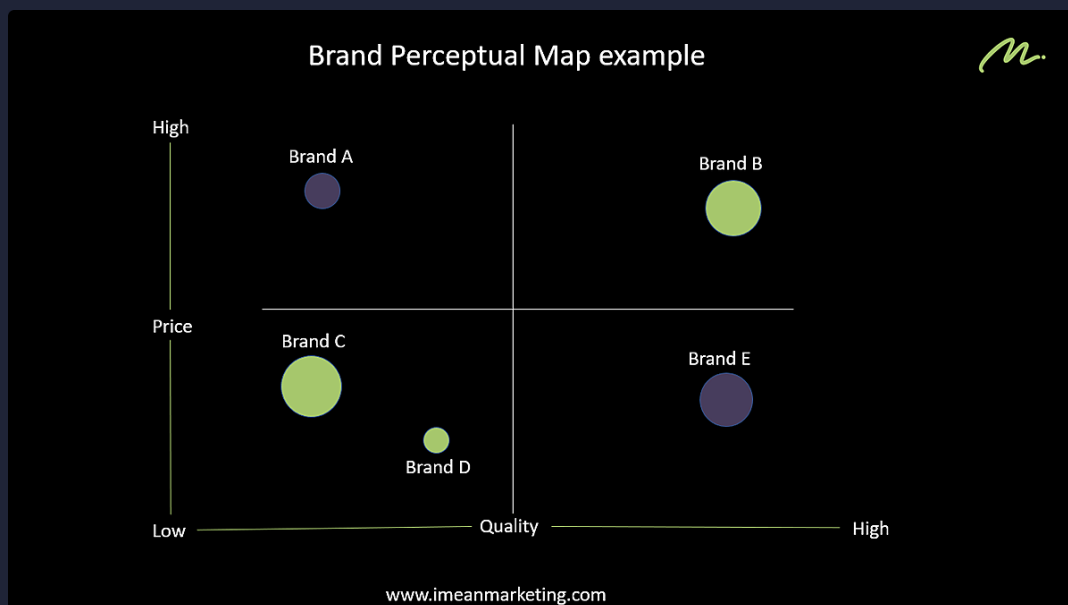 Brand Perceptual Map example
High
Brand A
Brand B
Price
Brand C
Brand E
Brand D
Low
Quality
High
www.imeanmarketing.com